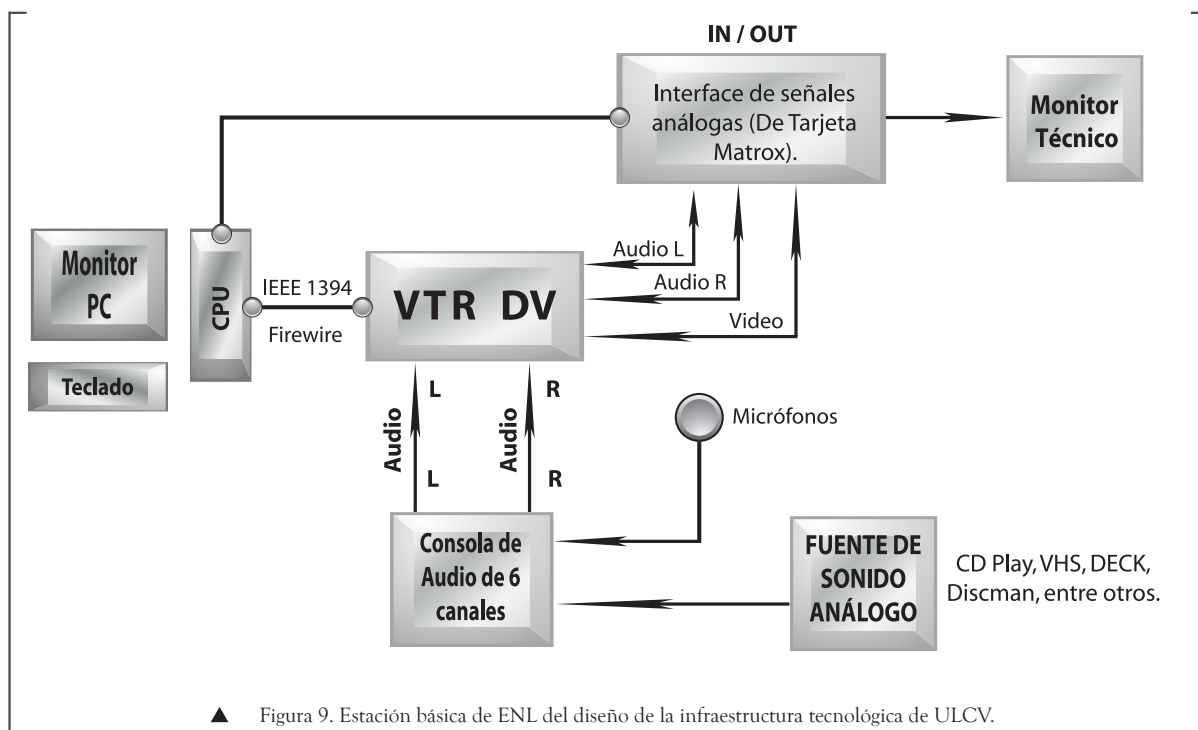 IN / OUT
Interface de señales
análogas (De Tarjeta
Matrox).
Monitor
Técnico
Monitor
PC
Teclado
CPU
IEEE 1394
Firewire
VTR DV
Audio L
Audio R
Video
L
R
Audio
Audio
L
R
Micrófonos
Consola de
Audio de 6
canales
FUENTE DE
SONIDO
ANÁLOGO
CD Play, VHS, DECK,
Discman, entre otros.
▲ Figura 9. Estación básica de ENL del diseño de la infraestructura tecnológica de ULCV.